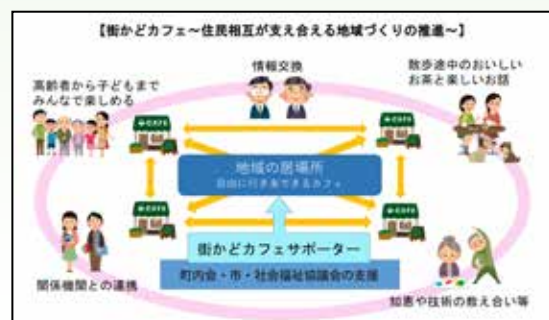 【街かどカフェ～住民相互が支え合える地域づくりの推進～】
情報交換
高齢者から子どもまで
みんなで楽しめる
散歩途中のおいしい
お茶と楽しいお話
CAFE
CAFE
地域の居場所
自由に行き来できるカフェ
CAFE
CAFE
街かどカフェサポーター
町内会・市・社会福祉協議会の支援
関係機関との連携
知恵や技術の教え合い等